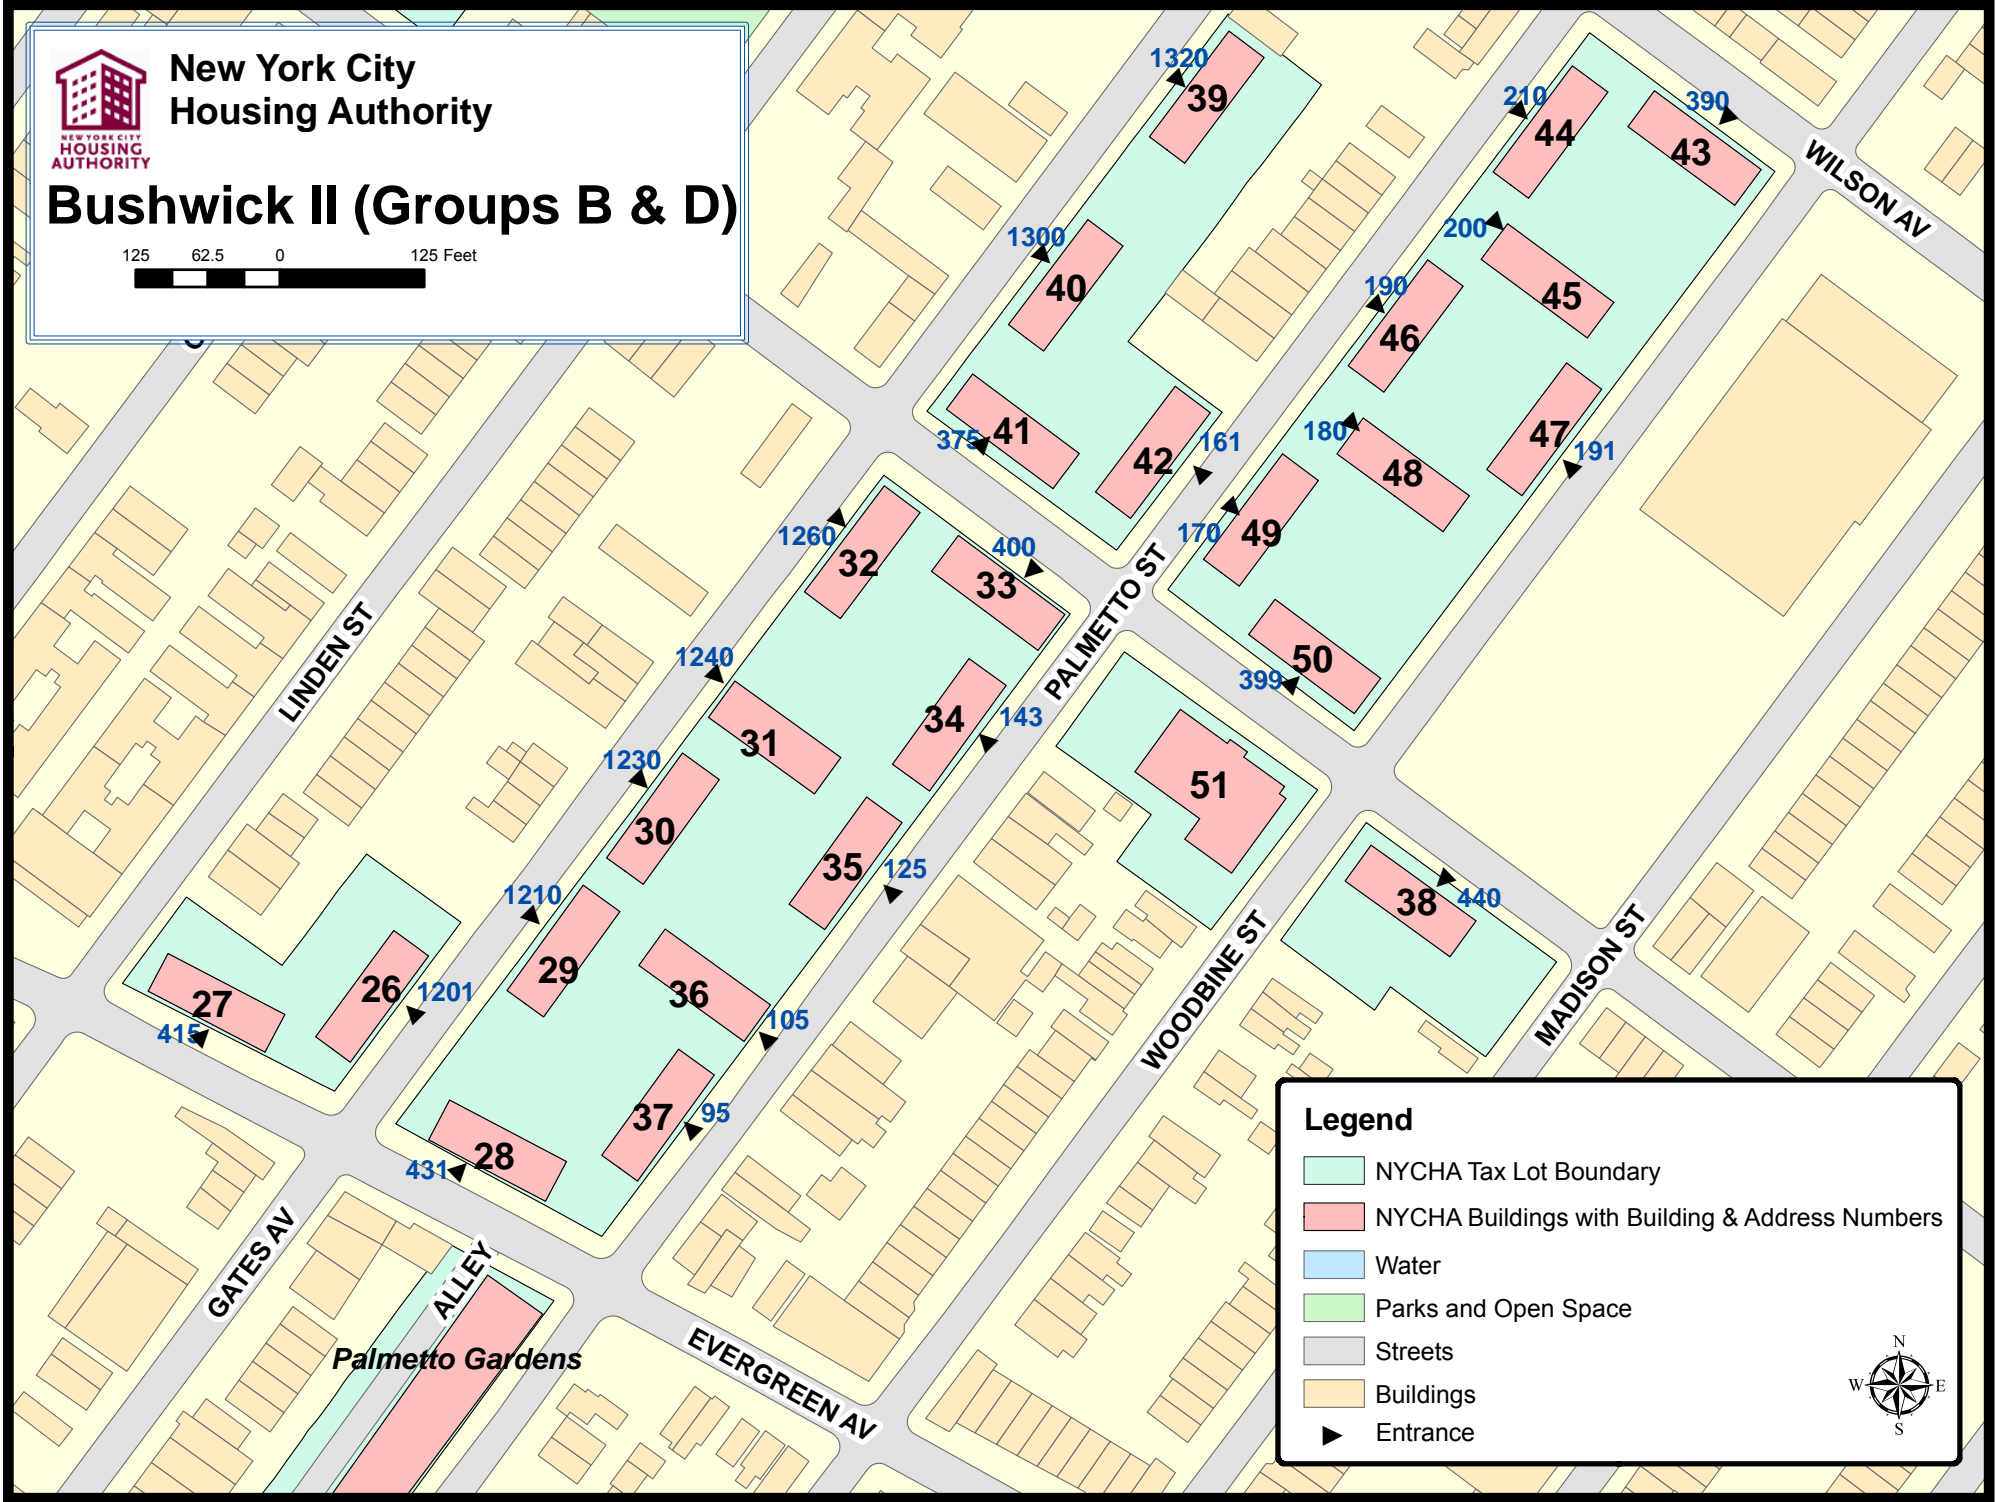 New York City
Housing Authority
NEW YORK CITY
HOUSING
AUTHORITY
Bushwick II (Groups B & D)
125 62.5 0 125 Feet
1320
39
210
44
390
43
WILSON AV
1300
40
200
45
190
46
375
41
42
161
180
48
47
191
170
49
1260
32
400
33
PALMETTO ST
399
50
LINDEN ST
1240
31
34
143
51
1230
30
35
125
38
440
1210
29
36
105
WOODBINE ST
MADISON ST
27
415
26
1201
37
95
28
431
GATES AV
ALLEY
Palmetto Gardens
EVERGREEN AV
Legend
NYCHA Tax Lot Boundary
NYCHA Buildings with Building & Address Numbers
Water
Parks and Open Space
Streets
Buildings
Entrance
N
W E
S